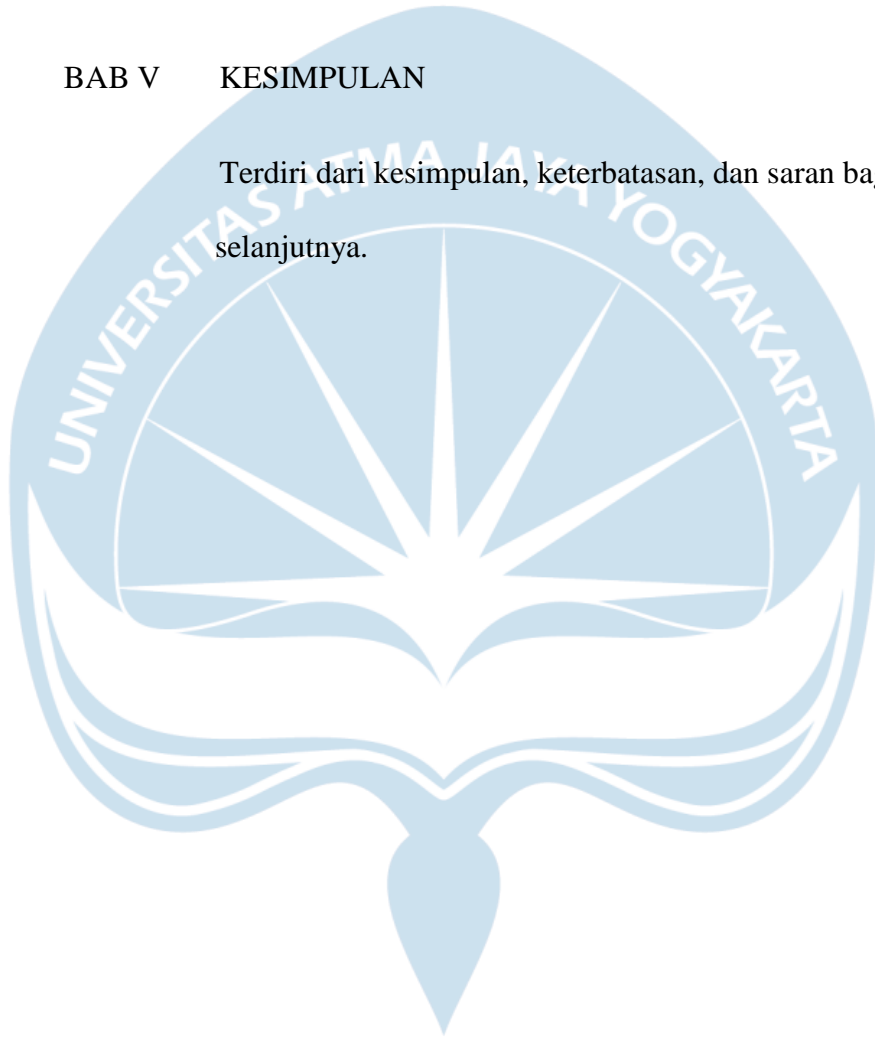 BAB V KESIMPULAN
Terdiri dari kesimpulan, keterbatasan, dan saran
selanjutnya.
UNIVERSITAS ATMA JAYA YOGYAKARTA